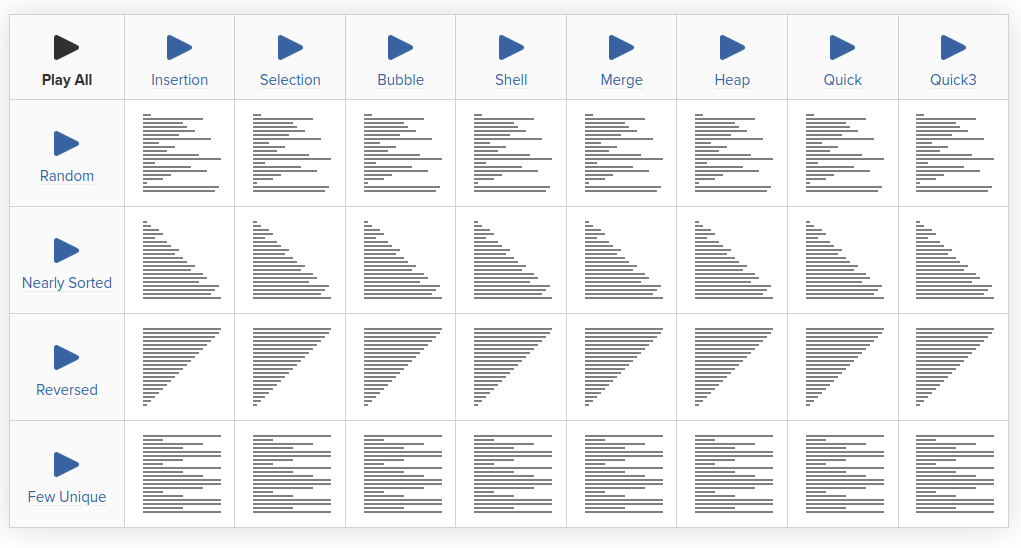 Play All
Insertion
Selection
Bubble
Shell
Merge
Heap
Quick
Quick3
Random
Nearly Sorted
Reversed
Few Unique